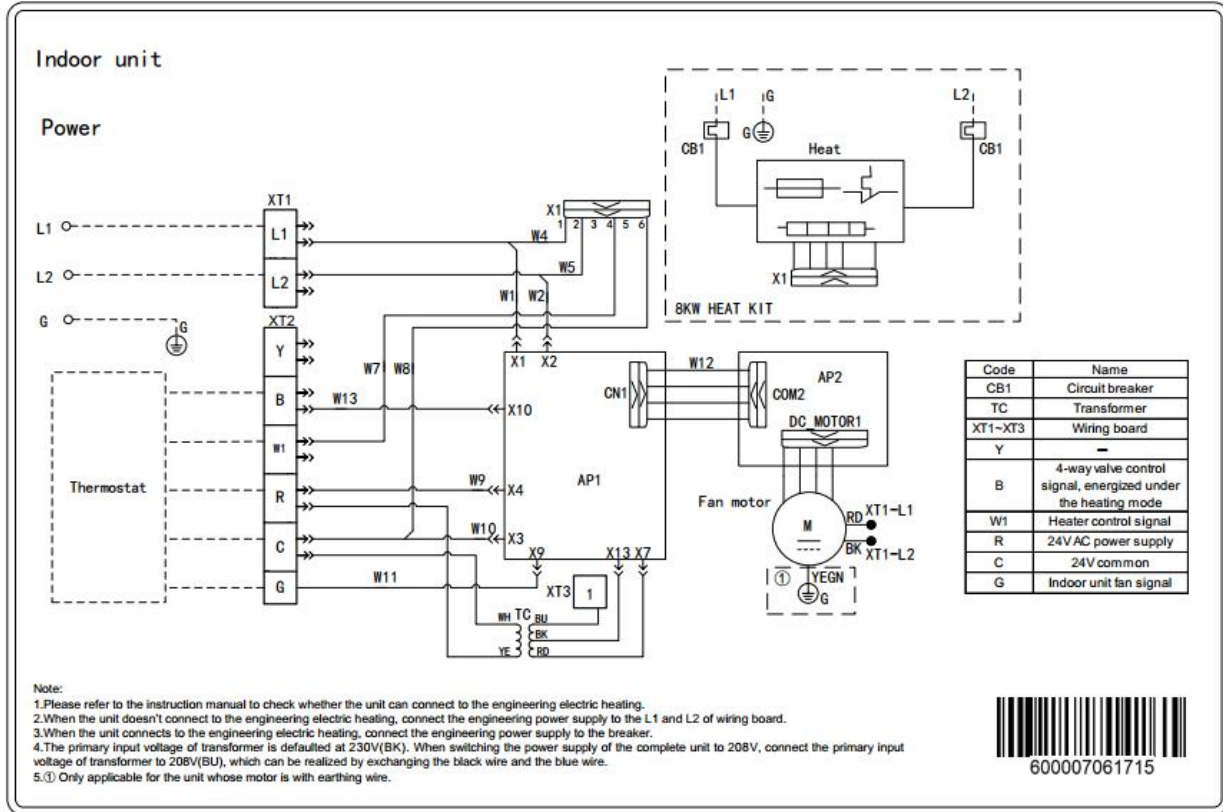 Indoor unit
Power
L1
L2
G
G
XT1
L1
L2
XT2
Y
B
W1
R
C
G
Thermostat
X1
1 2 3 4 5 6
W4
W5
W1 W2
W7 W8
W13
W9
W10
W11
X1 X2
X10
X4
X3
X9 X13 X7
AP1
CN1
W12
COM2
AP2
DC MOTOR1
Fan motor
M
RD XT1-L1
BK XT1-L2
① YEGN
G
XT3
1
WH TC BU
BK
YE RD
L1 G L2
CB1 G CB1
Heat
X1
8KW HEAT KIT
Code Name
CB1 Circuit breaker
TC Transformer
XT1~XT3 Wiring board
Y —
B 4-way valve control
signal, energized under
the heating mode
W1 Heater control signal
R 24VAC power supply
C 24V common
G Indoor unit fan signal
Note:
1.Please refer to the instruction manual to check whether the unit can connect to the engineering electric heating.
2.When the unit doesn't connect to the engineering electric heating, connect the engineering power supply to the L1 and L2 of wiring board.
3.When the unit connects to the engineering electric heating, connect the engineering power supply to the breaker.
4.The primary input voltage of transformer is defaulted at 230V(BK). When switching the power supply of the complete unit to 208V, connect the primary input
voltage of transformer to 208V(BU), which can be realized by exchanging the black wire and the blue wire.
5.① Only applicable for the unit whose motor is with earthing wire.
600007061715